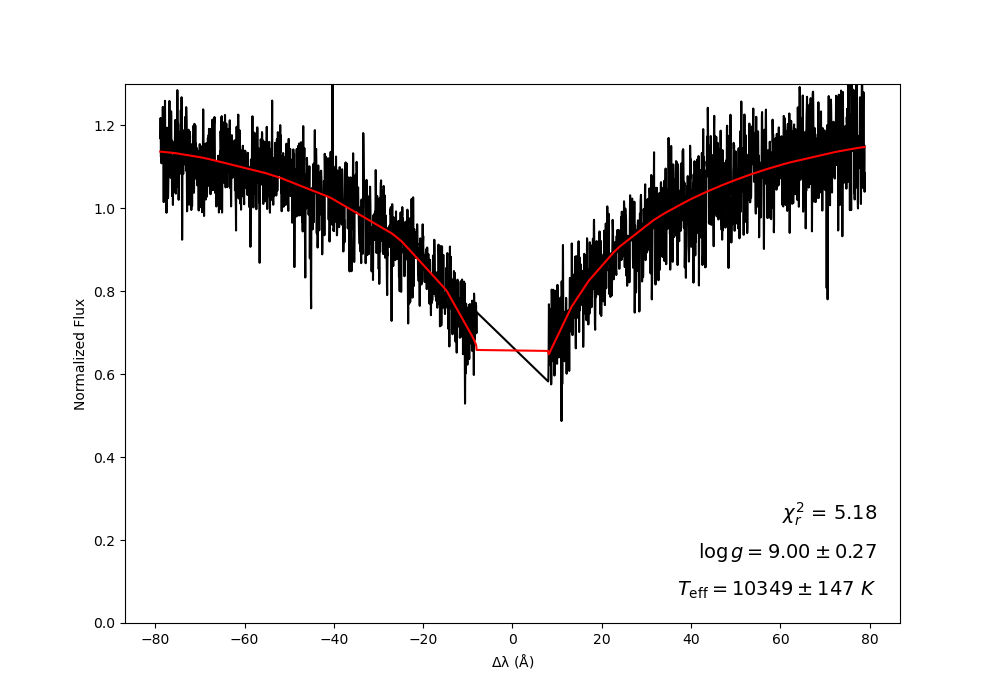 1.2
1.0
0.8
0.6
0.4
0.2
0.0
Normalized Flux
χ²ᵣ = 5.18
log g = 9.00 ± 0.27
T_eff = 10349 ± 147 K
−80 −60 −40 −20 0 20 40 60 80
Δλ (Å)